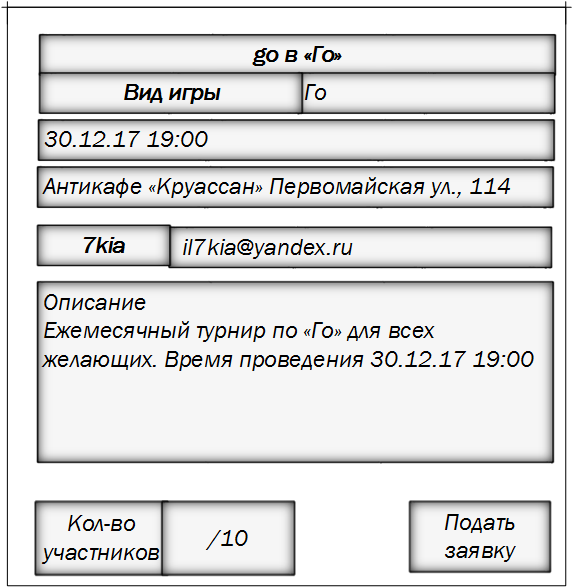 go в «Го»
Вид игры Го
30.12.17 19:00
Антикафе «Круассан» Первомайская ул., 114
7kia il7kia@yandex.ru
Описание
Ежемесячный турнир по «Го» для всех
желающих. Время проведения 30.12.17 19:00
Кол-во
участников
/10
Подать
заявку